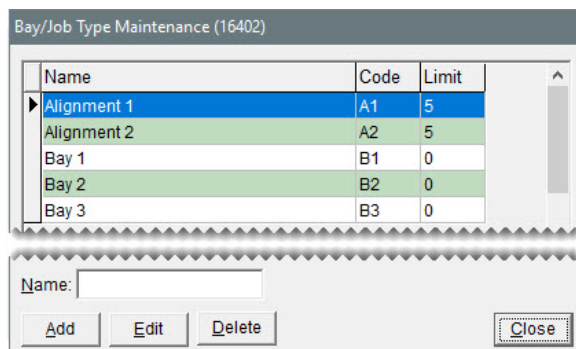 Bay/Job Type Maintenance (16402)
Name Code Limit
Alignment 1 A1 5
Alignment 2 A2 5
Bay 1 B1 0
Bay 2 B2 0
Bay 3 B3 0
Name:
Add Edit Delete Close